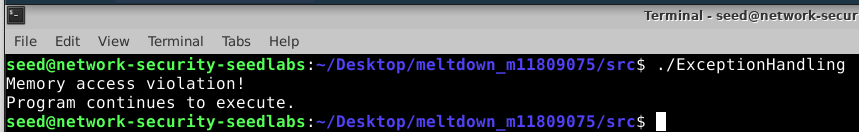 Terminal - seed@network-secur
File Edit View Terminal Tabs Help
seed@network-security-seedlabs:~/Desktop/meltdown_m11809075/src$ ./ExceptionHandling
Memory access violation!
Program continues to execute.
seed@network-security-seedlabs:~/Desktop/meltdown_m11809075/src$